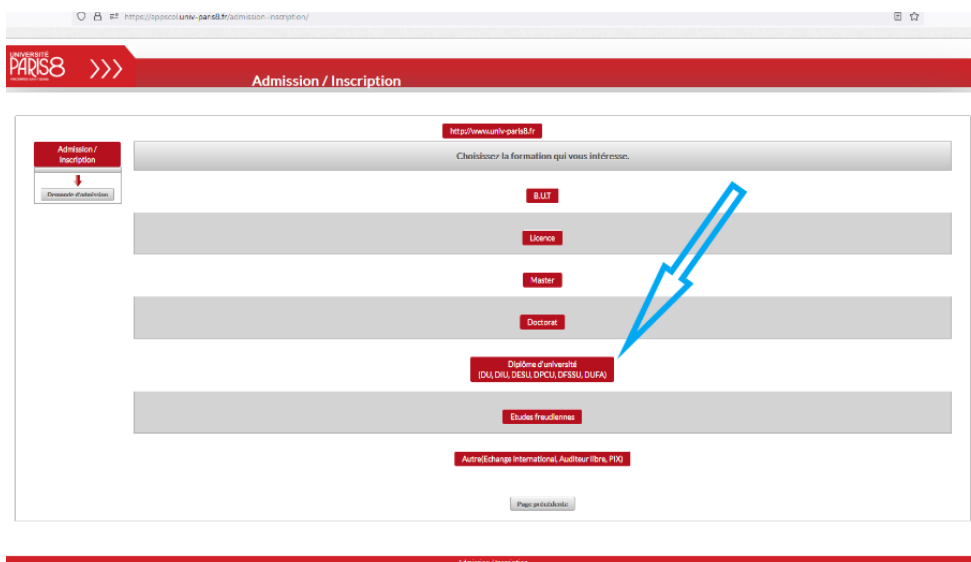 https://appscol.univ-paris8.fr/admission-inscription/
UNIVERSITÉ
PARIS8
Admission / Inscription
http://www.univ-paris8.fr
Admission /
Inscription
Choisissez la formation qui vous intéresse.
Demande d'admission
B.U.T
Licence
Master
Doctorat
Diplôme d'université
(DU, DIU, DESU, DPCU, DFSSU, DUFA)
Etudes freudiennes
Autre(Echange international, Auditeur libre, PIX)
Page précédente
Admission / Inscription